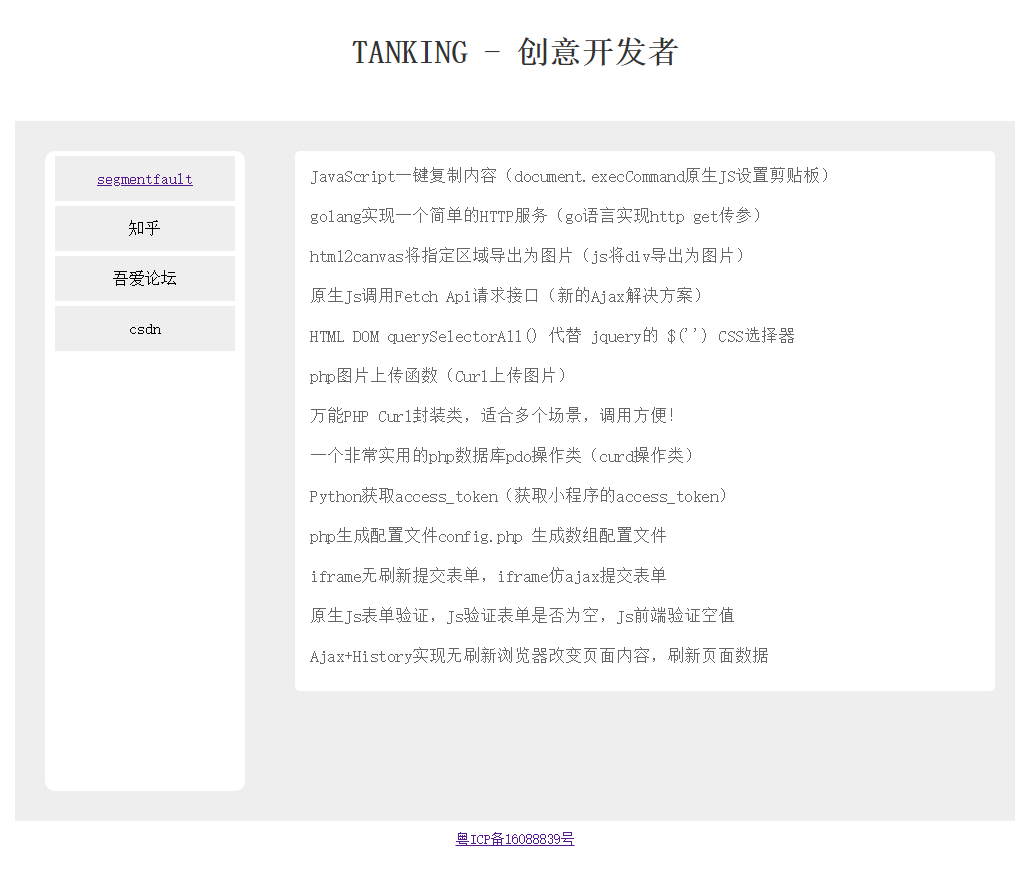 TANKING - 创意开发者
segmentfault
知乎
吾爱论坛
csdn
JavaScript一键复制内容（document.execCommand原生JS设置剪贴板）
golang实现一个简单的HTTP服务（go语言实现http get传参）
html2canvas将指定区域导出为图片（js将div导出为图片）
原生Js调用Fetch Api请求接口（新的Ajax解决方案）
HTML DOM querySelectorAll() 代替 jquery的 $('') CSS选择器
php图片上传函数（Curl上传图片）
万能PHP Curl封装类，适合多个场景，调用方便！
一个非常实用的php数据库pdo操作类（curd操作类）
Python获取access_token（获取小程序的access_token）
php生成配置文件config.php 生成数组配置文件
iframe无刷新提交表单，iframe仿ajax提交表单
原生Js表单验证，Js验证表单是否为空，Js前端验证空值
Ajax+History实现无刷新浏览器改变页面内容，刷新页面数据
粤ICP备16088839号